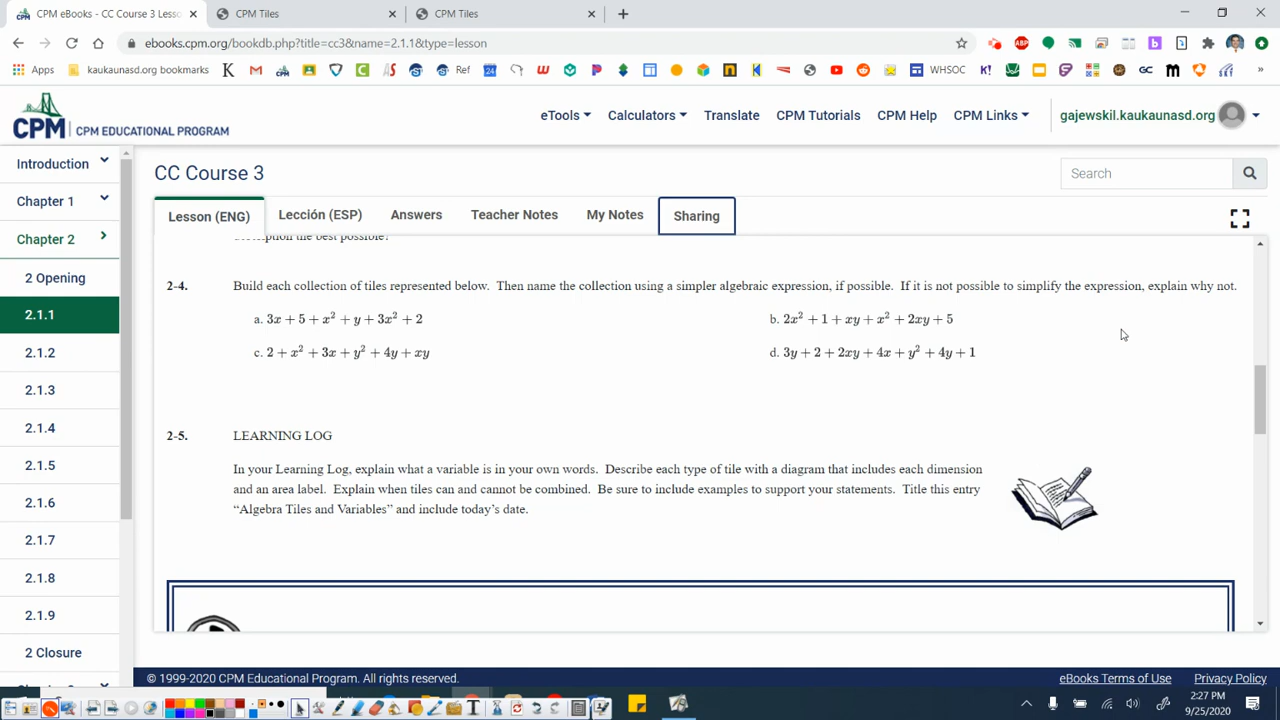 CPM eBooks - CC Course 3 Lesso
CPM Tiles
CPM Tiles
ebooks.cpm.org/bookdb.php?title=cc3&name=2.1.1&type=lesson
Apps
kaukaunasd.org bookmarks
Ref
WHSOC
CPM
CPM EDUCATIONAL PROGRAM
eTools
Calculators
Translate
CPM Tutorials
CPM Help
CPM Links
gajewskil.kaukaunasd.org
Introduction
Chapter 1
Chapter 2
2 Opening
2.1.1
2.1.2
2.1.3
2.1.4
2.1.5
2.1.6
2.1.7
2.1.8
2.1.9
2 Closure
CC Course 3
Search
Lesson (ENG)
Lección (ESP)
Answers
Teacher Notes
My Notes
Sharing
description the best possible?
2-4. Build each collection of tiles represented below. Then name the collection using a simpler algebraic expression, if possible. If it is not possible to simplify the expression, explain why not.
a. 3x + 5 + x² + y + 3x² + 2
b. 2x² + 1 + xy + x² + 2xy + 5
c. 2 + x² + 3x + y² + 4y + xy
d. 3y + 2 + 2xy + 4x + y² + 4y + 1
2-5. LEARNING LOG
In your Learning Log, explain what a variable is in your own words. Describe each type of tile with a diagram that includes each dimension
and an area label. Explain when tiles can and cannot be combined. Be sure to include examples to support your statements. Title this entry
“Algebra Tiles and Variables” and include today’s date.
© 1999-2020 CPM Educational Program. All rights reserved.
eBooks Terms of Use
Privacy Policy
2:27 PM
9/25/2020